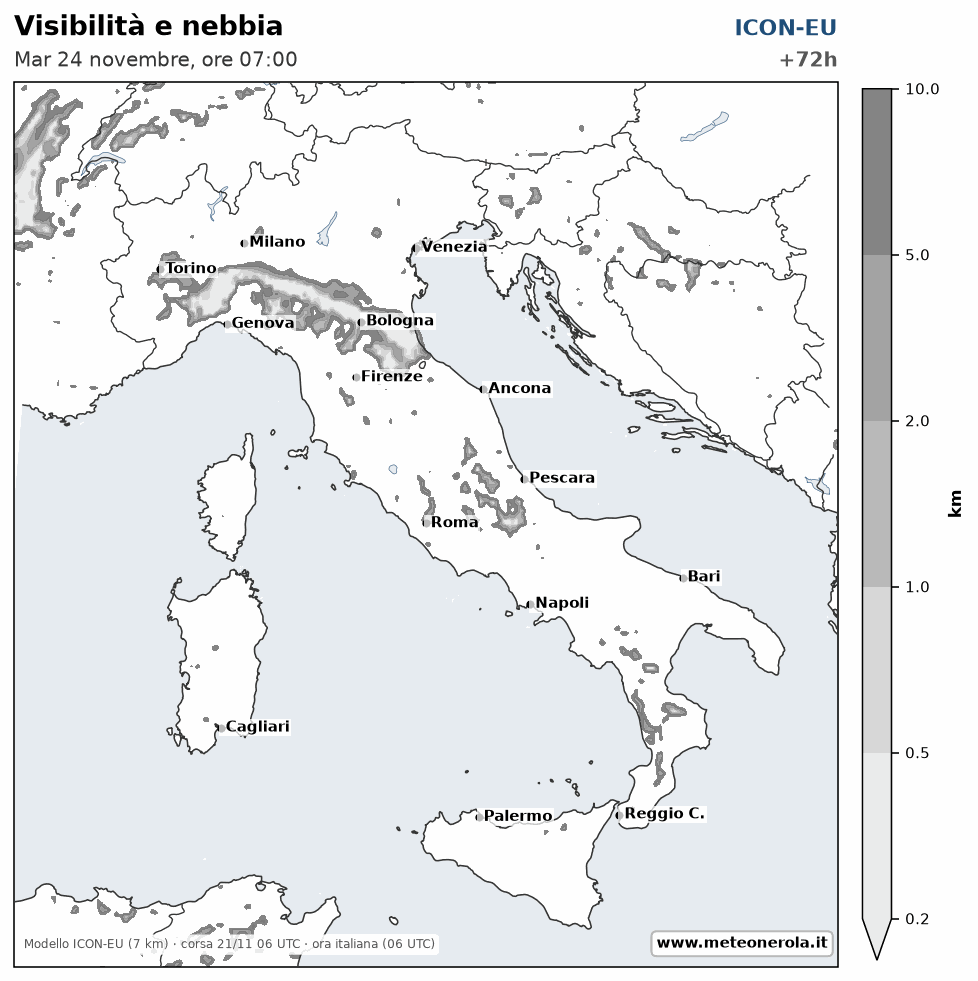 Visibilità e nebbia
ICON-EU
Mar 24 novembre, ore 07:00
+72h
10.0
5.0
2.0
1.0
0.5
0.2
km
Milano
Venezia
Torino
Genova
Bologna
Firenze
Ancona
Pescara
Roma
Bari
Napoli
Cagliari
Palermo
Reggio C.
Modello ICON-EU (7 km) · corsa 21/11 06 UTC · ora italiana (06 UTC)
www.meteonerola.it